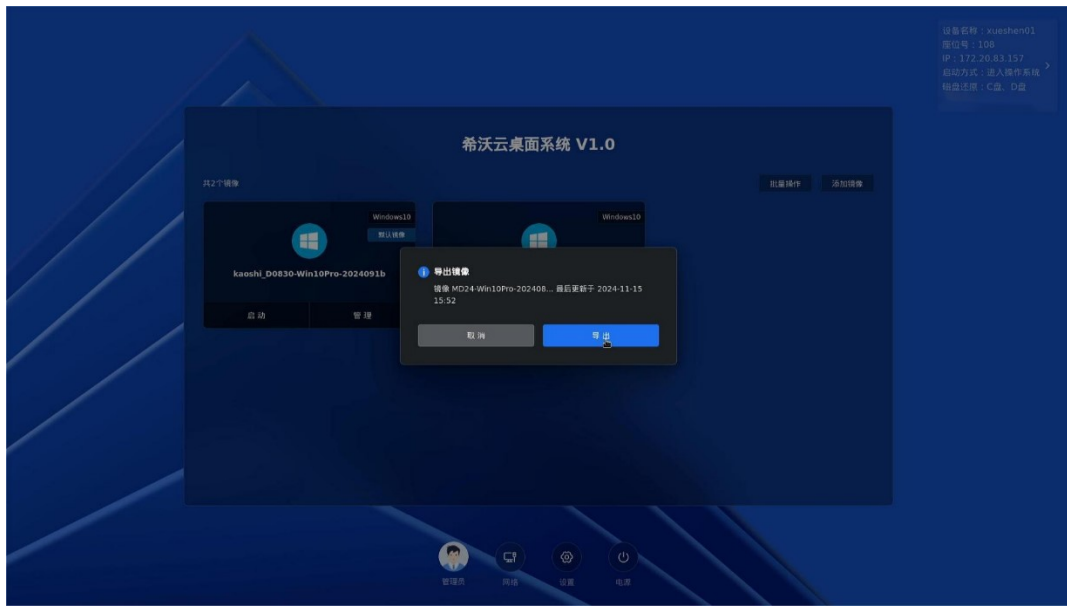 设备名称：xueshen01
座位号：108
IP：172.20.83.157
启动方式：进入操作系统
磁盘还原：C盘、D盘
希沃云桌面系统 V1.0
共2个镜像
批量操作 添加镜像
Windows10
默认镜像
kaoshi_D0830-Win10Pro-2024091b
启动 管理
Windows10
导出镜像
镜像 MD24-Win10Pro-202408... 最后更新于 2024-11-15
15:52
取消 导出
管理员 网络 设置 电源